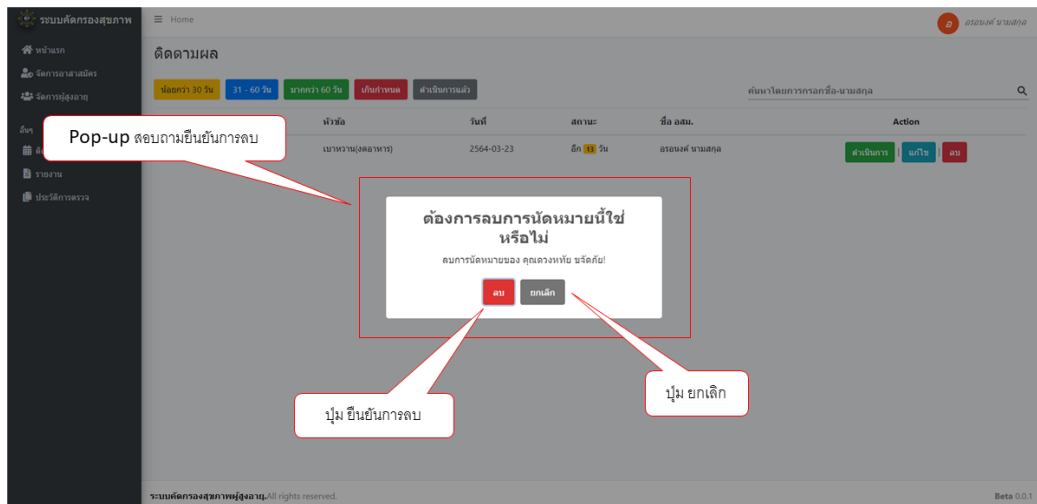 ระบบคัดกรองสุขภาพ
Home
อ อรอนงค์ นามสกุล
หน้าแรก
จัดการอาสาสมัคร
จัดการผู้สูงอายุ
อื่นๆ
รายงาน
ประวัติการตรวจ
ติดตามผล
น้อยกว่า 30 วัน 31 - 60 วัน มากกว่า 60 วัน เกินกำหนด ดำเนินการแล้ว
ค้นหาโดยการกรอกชื่อ-นามสกุล
หัวข้อ วันที่ สถานะ ชื่อ อสม. Action
เบาหวาน(งดอาหาร) 2564-03-23 อีก 13 วัน อรอนงค์ นามสกุล ดำเนินการ | แก้ไข | ลบ
Pop-up สอบถามยืนยันการลบ
ต้องการลบการนัดหมายนี้ใช่
หรือไม่
ลบการนัดหมายของ คุณดวงหทัย ขจัดภัย!
ลบ ยกเลิก
ปุ่ม ยกเลิก
ปุ่ม ยืนยันการลบ
ระบบคัดกรองสุขภาพผู้สูงอายุ.All rights reserved.
Beta 0.0.1